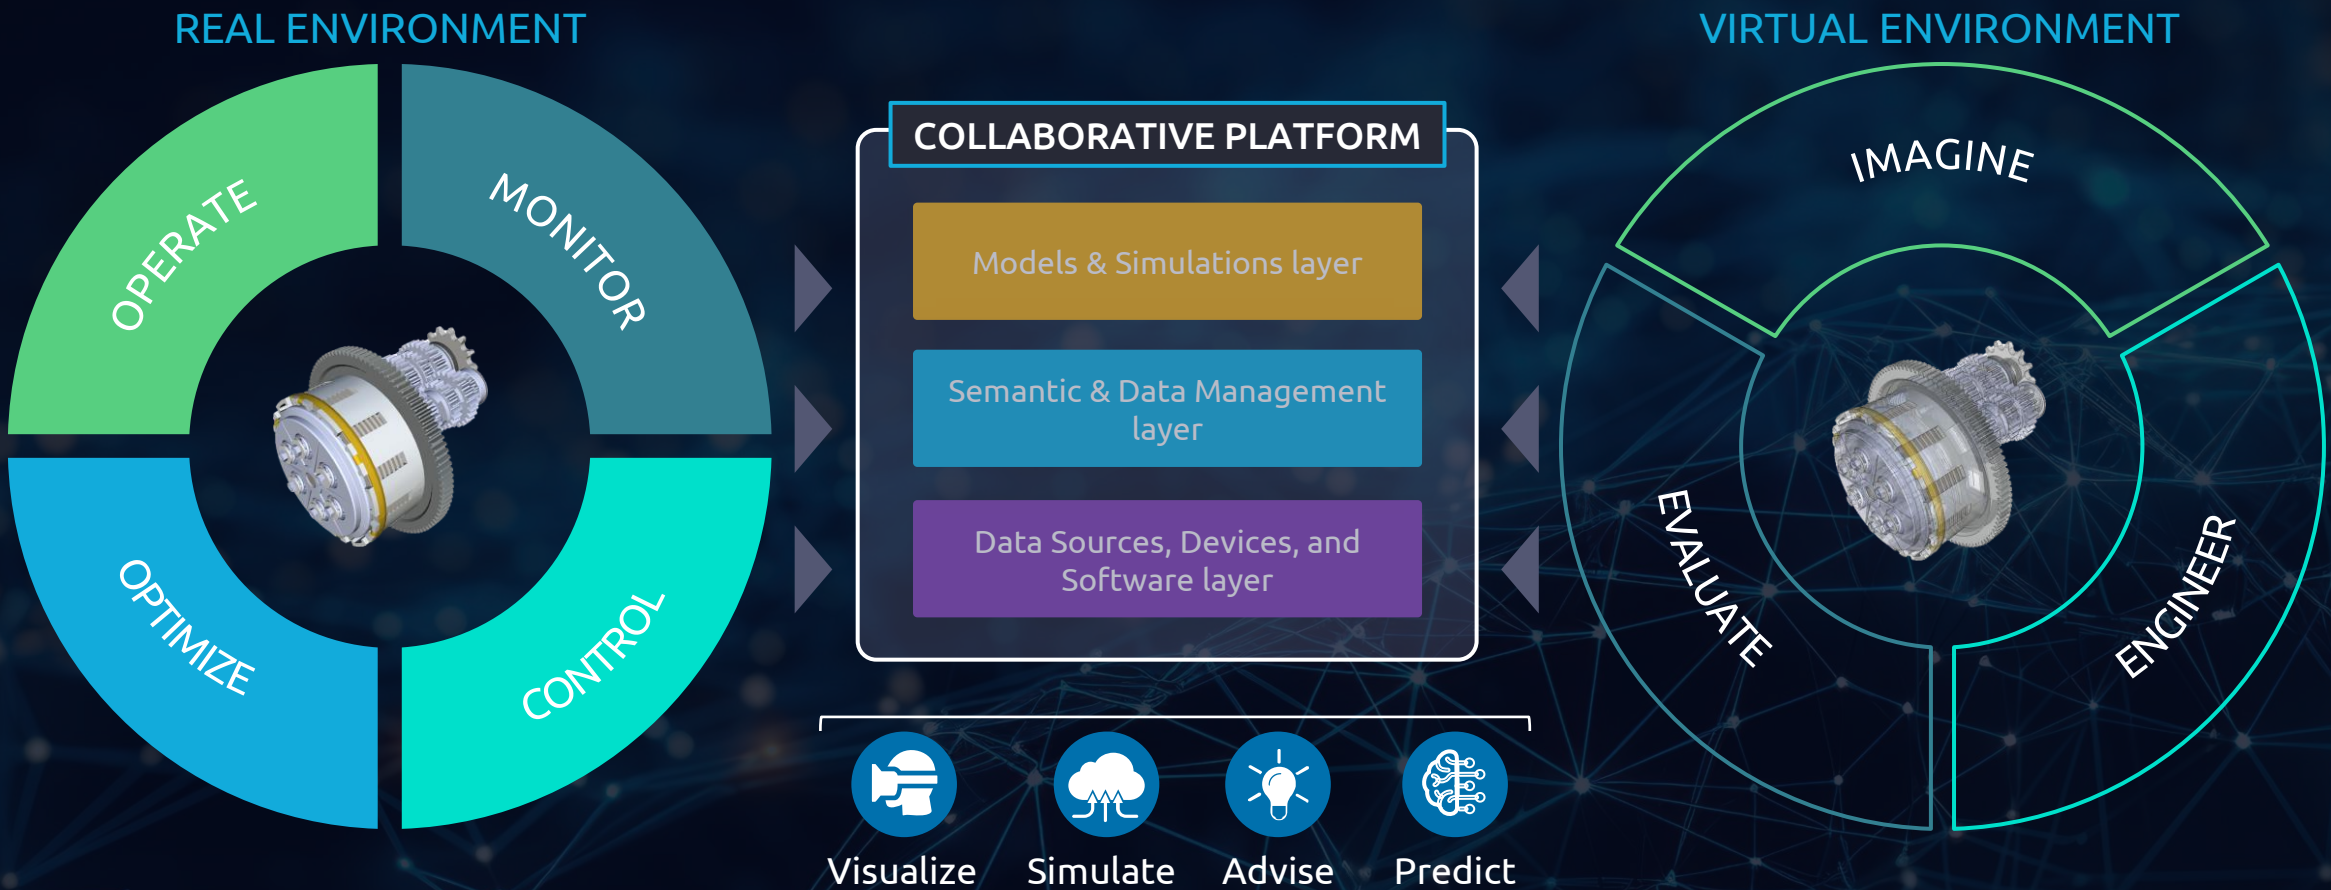 REAL ENVIRONMENT
OPERATE
MONITOR
OPTIMIZE
CONTROL
COLLABORATIVE PLATFORM
Models & Simulations layer
Semantic & Data Management
layer
Data Sources, Devices, and
Software layer
Visualize
Simulate
Advise
Predict
VIRTUAL ENVIRONMENT
IMAGINE
EVALUATE
ENGINEER